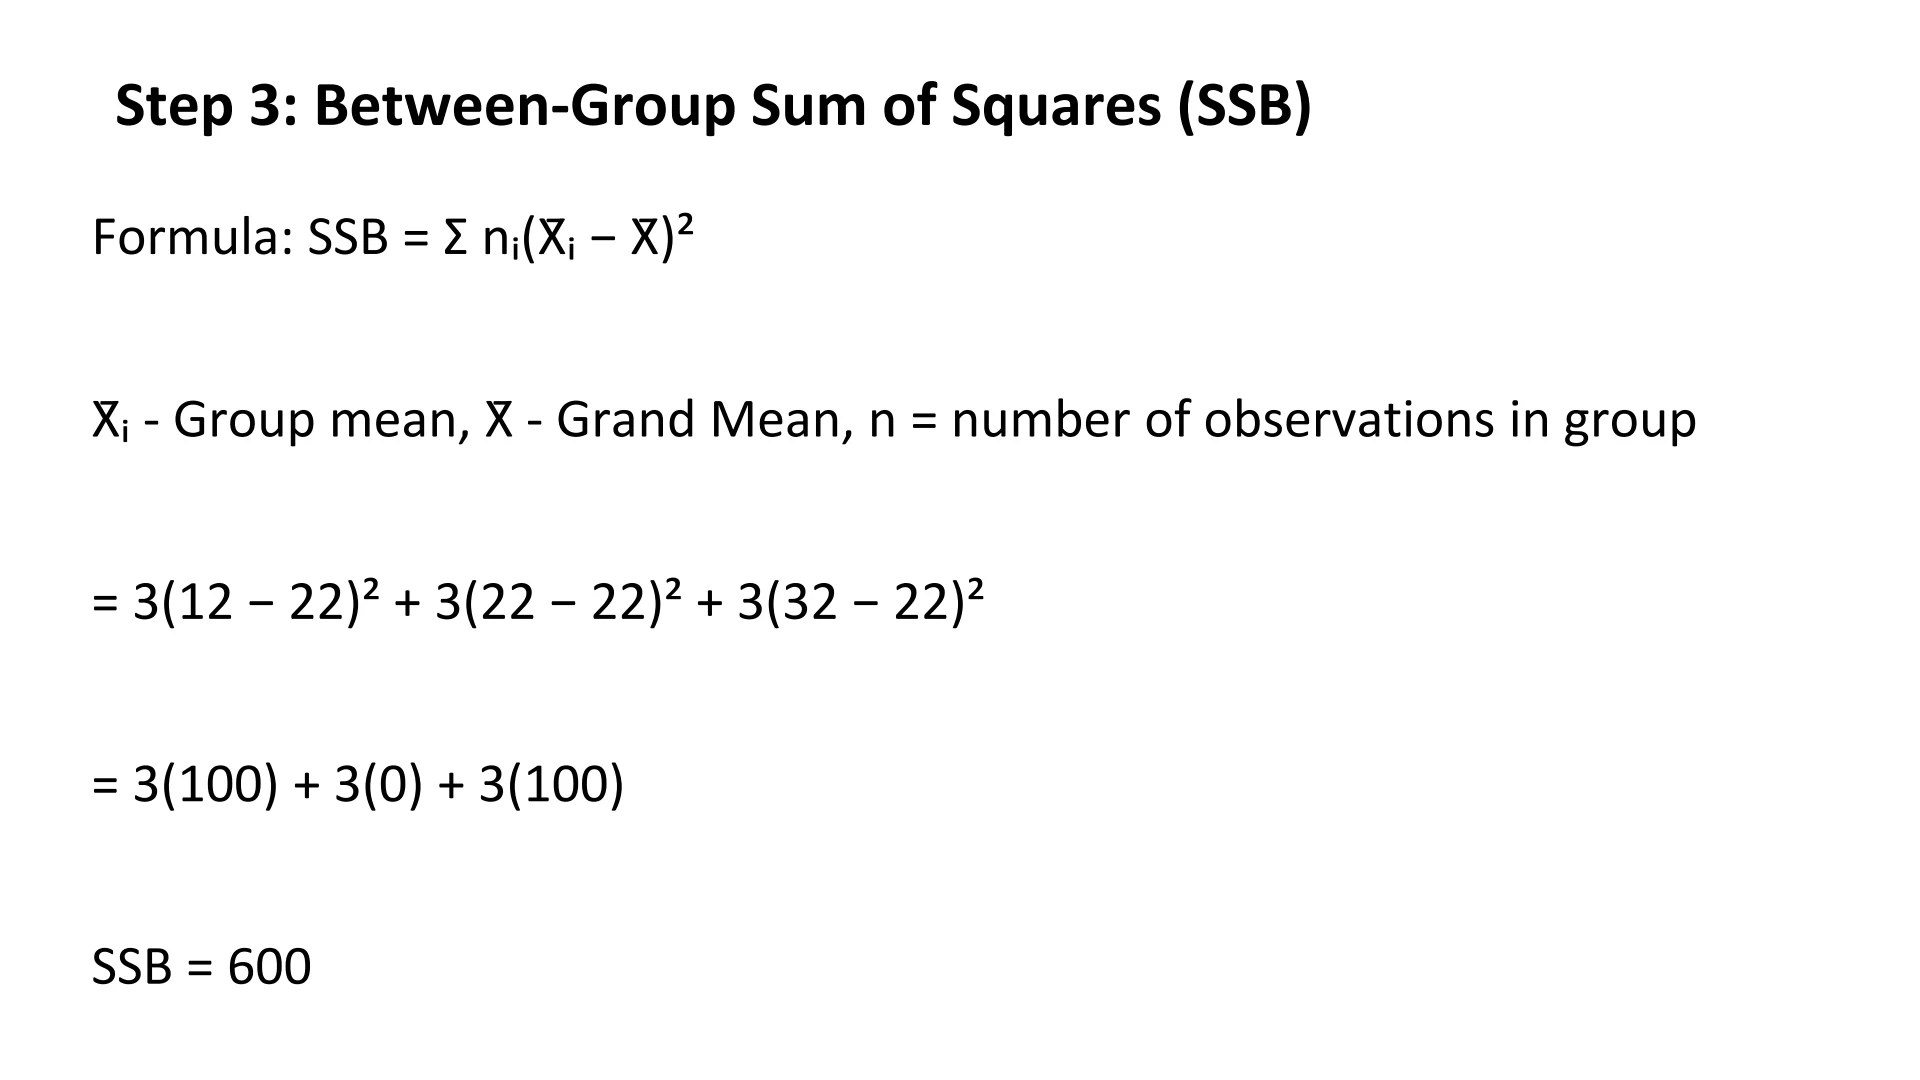 Step 3: Between-Group Sum of Squares (SSB)
Formula: SSB = Σ nᵢ(X̄ᵢ − X̄)²
X̄ᵢ - Group mean, X̄ - Grand Mean, n = number of observations in group
= 3(12 − 22)² + 3(22 − 22)² + 3(32 − 22)²
= 3(100) + 3(0) + 3(100)
SSB = 600